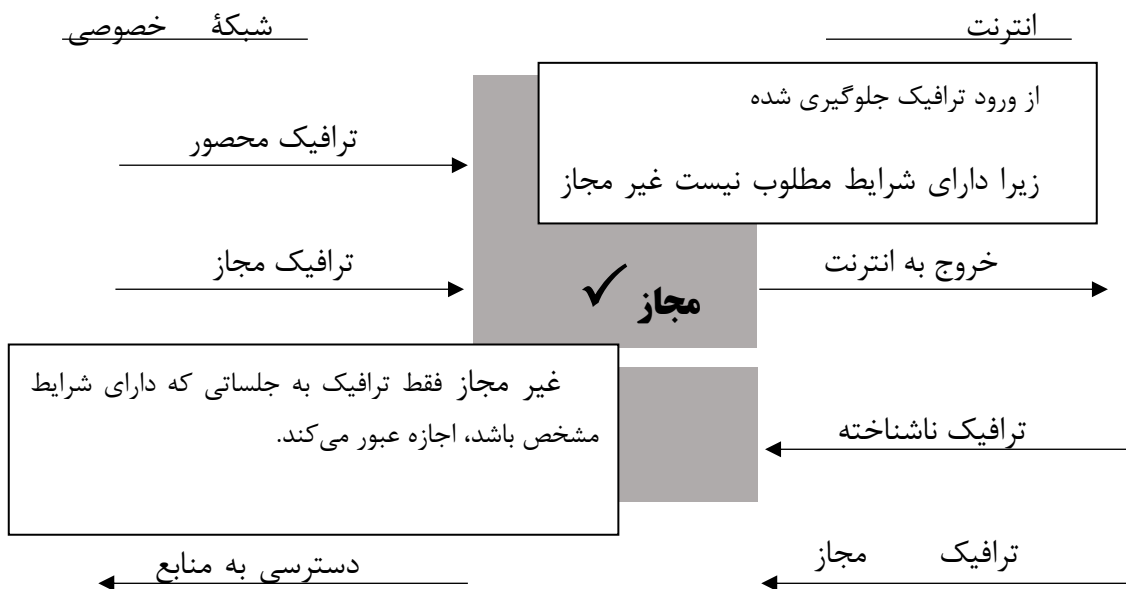 انترنت
شبکۀ خصوصی
از ورود ترافیک جلوگیری شده
زیرا دارای شرایط مطلوب نیست غیر مجاز
ترافیک محصور
ترافیک مجاز
مجاز ✓
خروج به انترنت
غیر مجاز فقط ترافیک به جلساتی که دارای شرایط
مشخص باشد، اجازه عبور می‌کند.
ترافیک ناشناخته
ترافیک مجاز
دسترسی به منابع